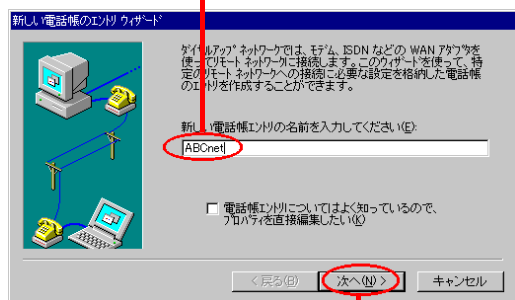 新しい電話帳のエントリ ウィザード
ダイヤルアップ ネットワークでは、モデム、ISDN などの WAN アダプタを
使ってリモート ネットワークに接続します。このウィザードを使って、特
定のリモート ネットワークへの接続に必要な設定を格納した電話帳
のエントリを作成することができます。
新しい電話帳エントリの名前を入力してください(E):
ABCnet
電話帳エントリについてはよく知っているので、
プロパティを直接編集したい(K)
< 戻る(B)
次へ(N) >
キャンセル